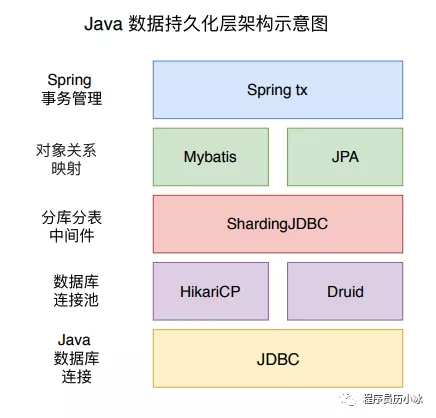 Java 数据持久化层架构示意图
Spring
事务管理
Spring tx
对象关系
映射
Mybatis
JPA
分库分表
中间件
ShardingJDBC
数据库
连接池
HikariCP
Druid
Java
数据库
连接
JDBC
程序员历小冰